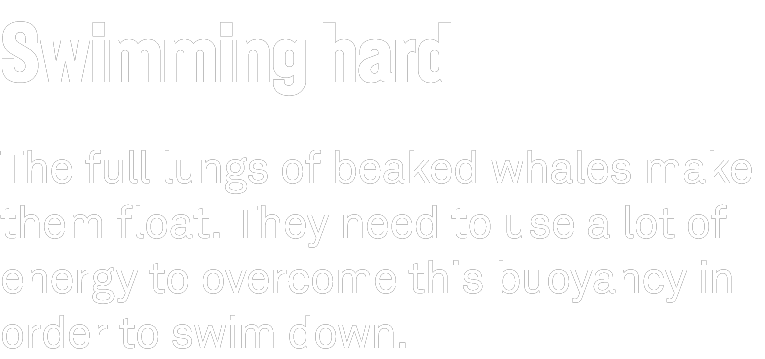 Swimming hard
The full lungs of beaked whales make
them float. They need to use a lot of
energy to overcome this buoyancy in
order to swim down.